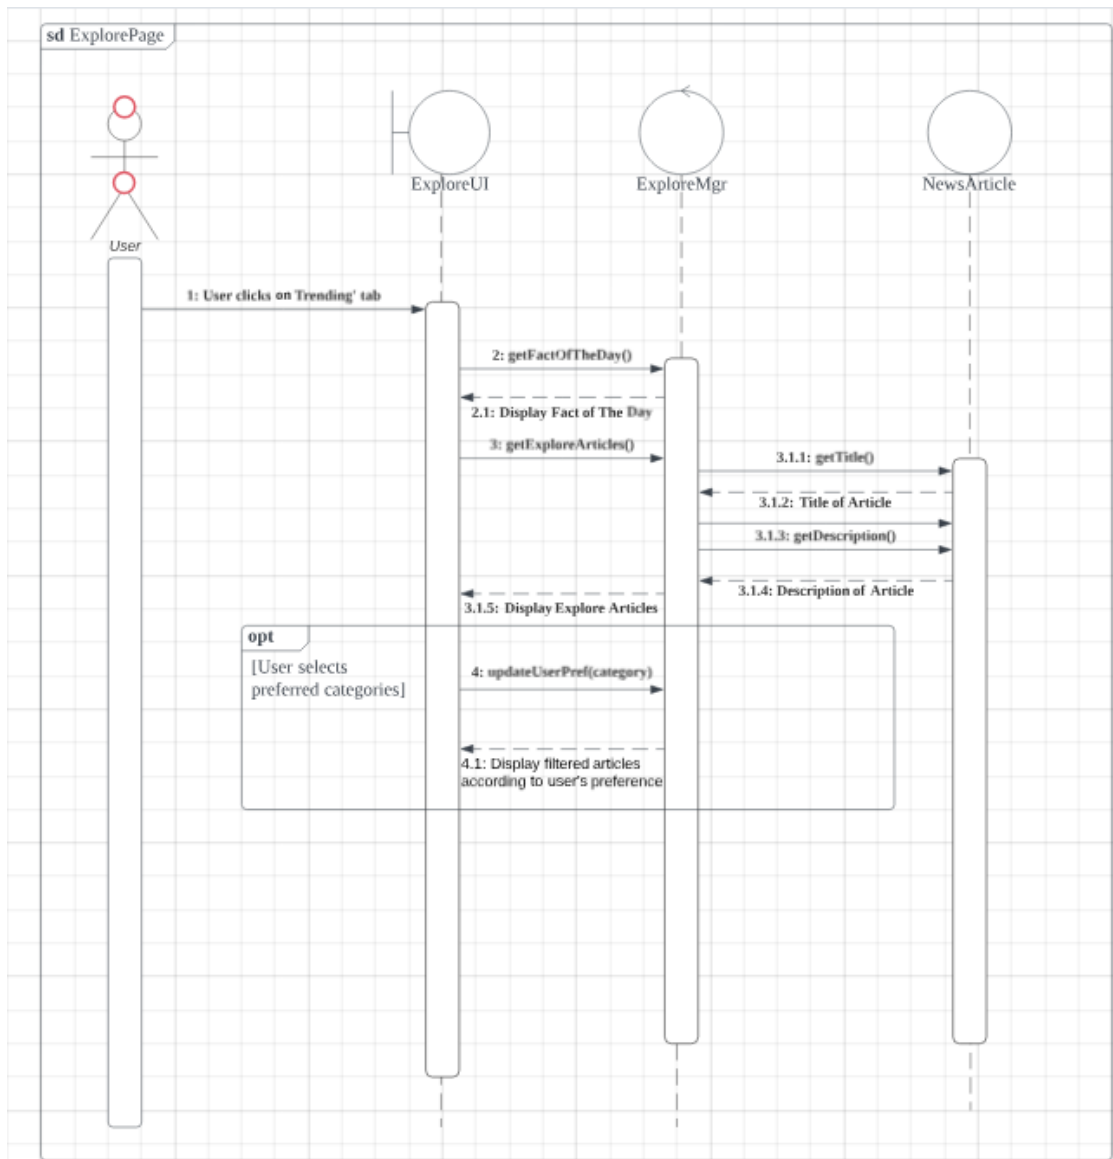 sd ExplorePage
ExploreUI
ExploreMgr
NewsArticle
User
1: User clicks on Trending' tab
2: getFactOfTheDay()
2.1: Display Fact of The Day
3: getExploreArticles()
3.1.1: getTitle()
3.1.2: Title of Article
3.1.3: getDescription()
3.1.4: Description of Article
3.1.5: Display Explore Articles
opt
[User selects
preferred categories]
4: updateUserPref(category)
4.1: Display filtered articles
according to user's preference